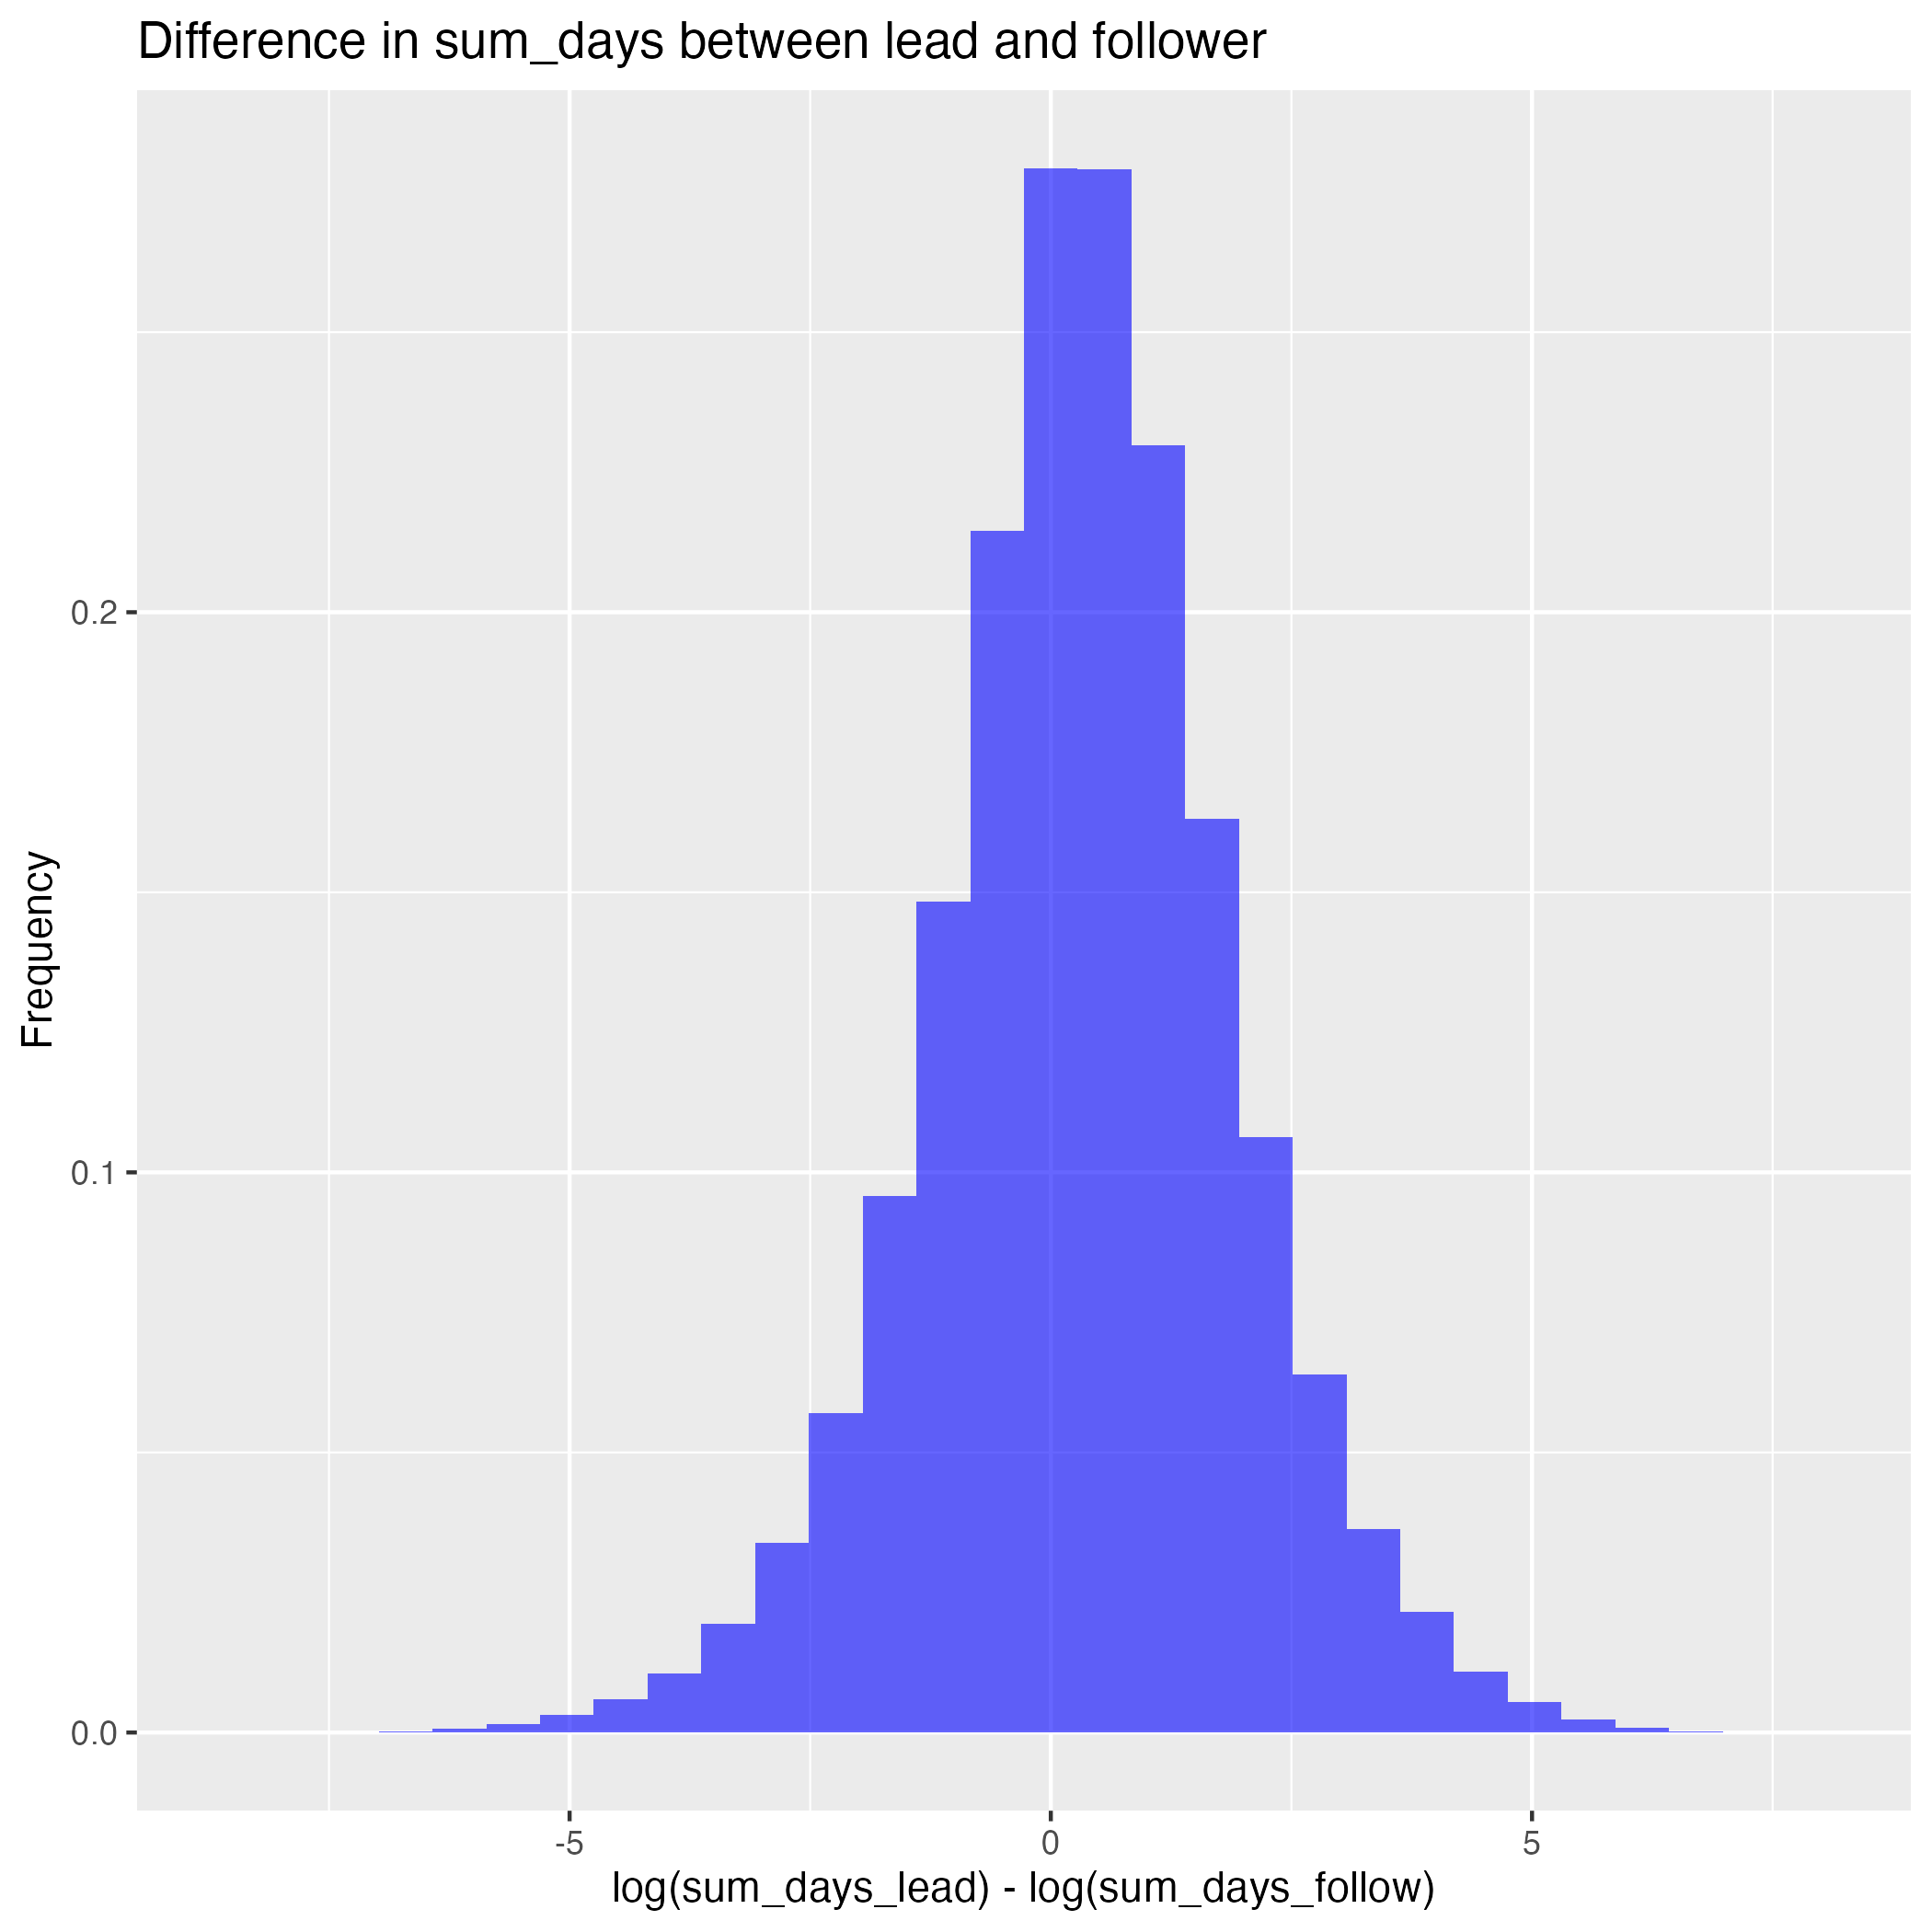 Difference in sum_days between lead and follower
Frequency
0.2
0.1
0.0
-5
0
5
log(sum_days_lead) - log(sum_days_follow)